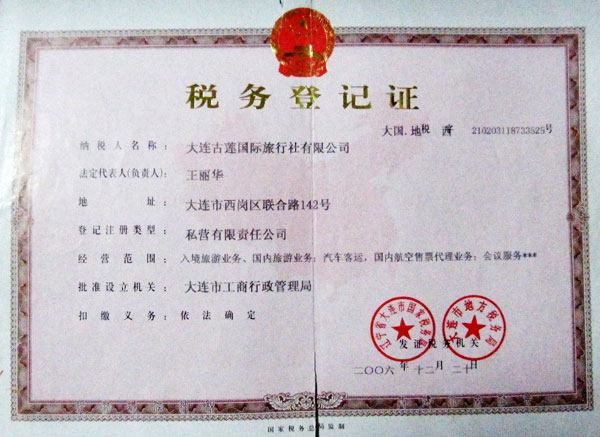 税务登记证
大国.地税 字 210203118733525号
纳税人名称： 大连古莲国际旅行社有限公司
法定代表人(负责人)： 王丽华
地址： 大连市西岗区联合路142号
登记注册类型： 私营有限责任公司
经营范围： 入境旅游业务、国内旅游业务；汽车客运，国内航空售票代理业务；会议服务***
批准设立机关： 大连市工商行政管理局
扣缴义务： 依法确定
辽宁省大连市国家税务局
大连市地方税务局
发证税务机关
二〇〇六 年 十二 月 二十 日
国家税务总局监制